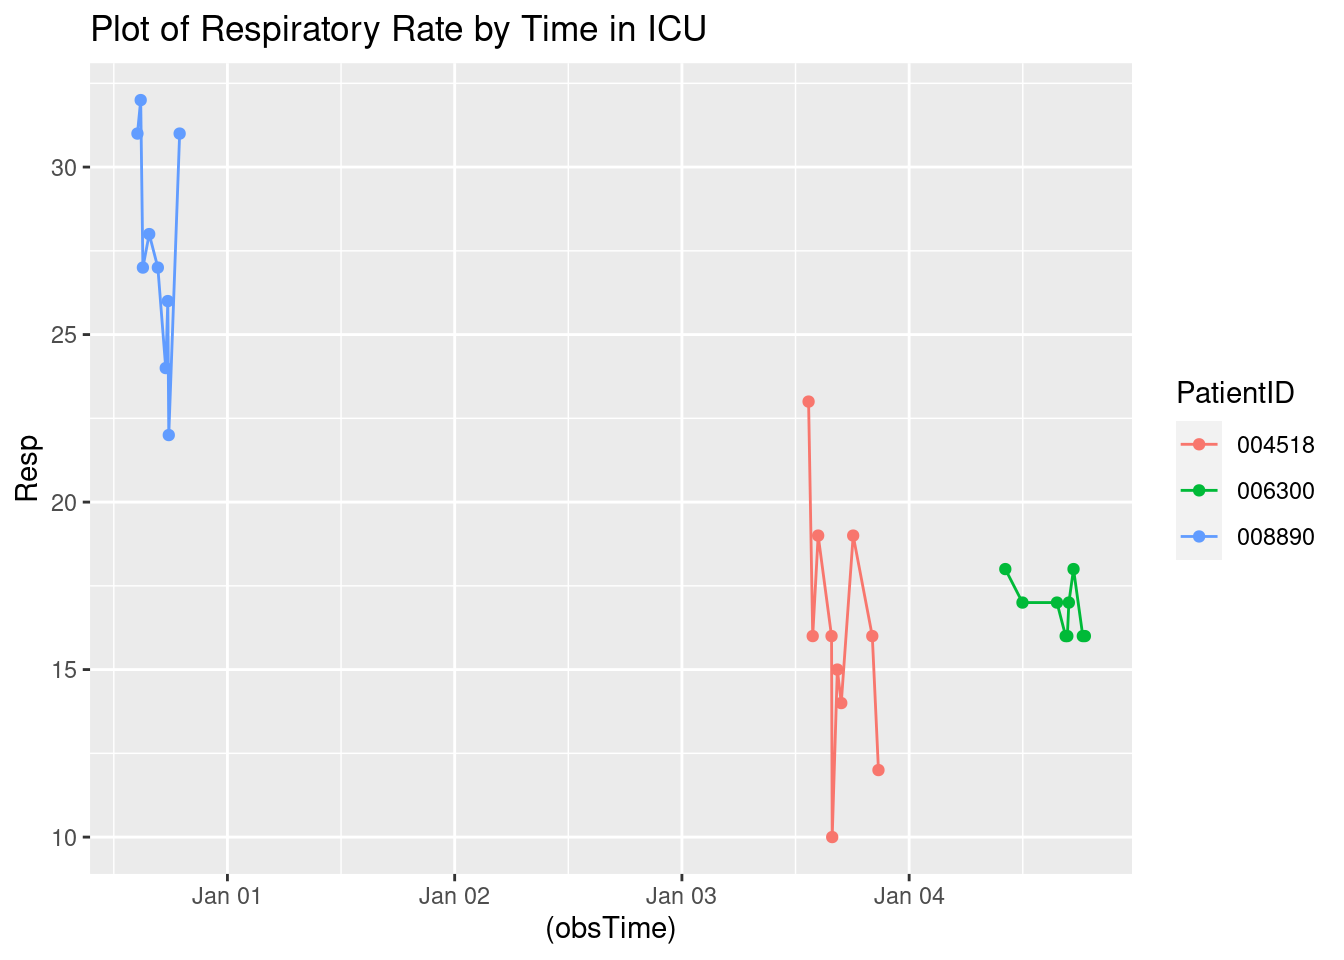 Plot of Respiratory Rate by Time in ICU
30
25
20
15
10
Resp
Jan 01
Jan 02
Jan 03
Jan 04
(obsTime)
PatientID
004518
006300
008890